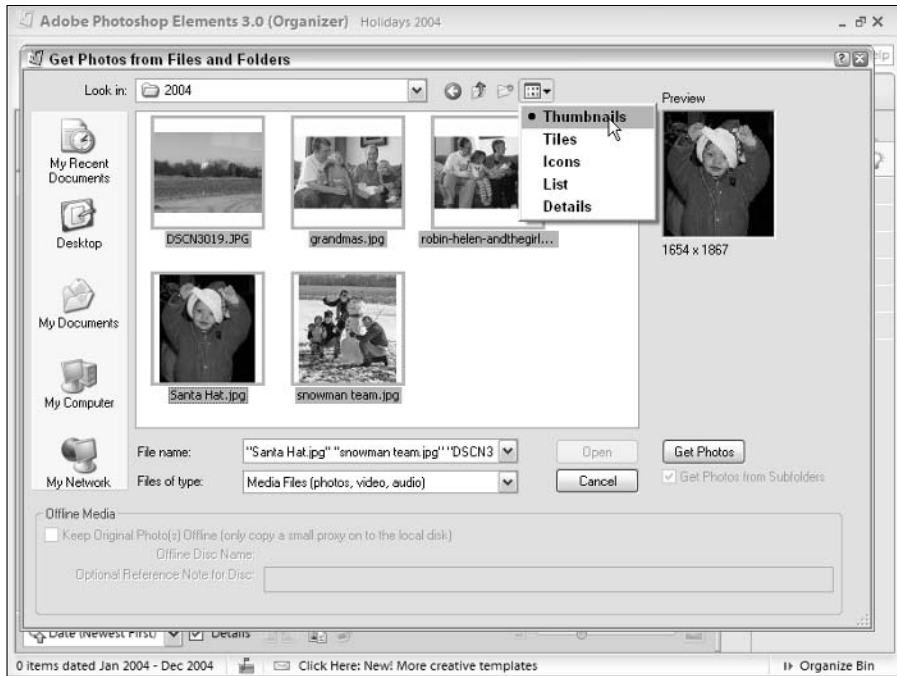 Adobe Photoshop Elements 3.0 (Organizer) Holidays 2004
Get Photos from Files and Folders
Look in: 2004
Preview
Thumbnails
Tiles
Icons
List
Details
My Recent
Documents
Desktop
My Documents
My Computer
My Network
DSCN3019.JPG
grandmas.jpg
robin-helen-andthegirl...
1654 x 1867
Santa Hat.jpg
snowman team.jpg
File name: "Santa Hat.jpg" "snowman team.jpg" "DSCN3
Open
Get Photos
Files of type: Media Files (photos, video, audio)
Cancel
Get Photos from Subfolders
Offline Media
Keep Original Photo(s) Offline (only copy a small proxy on to the local disk)
Offline Disc Name:
Optional Reference Note for Disc:
Date (Newest First) Details
0 items dated Jan 2004 - Dec 2004
Click Here: New! More creative templates
Organize Bin